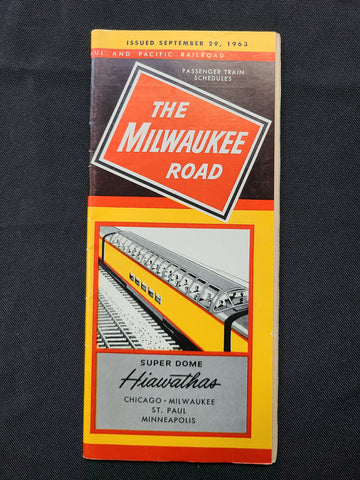 ISSUED SEPTEMBER 29, 1963
UL AND PACIFIC RAILROAD
PASSENGER TRAIN
SCHEDULES
THE
MILWAUKEE
ROAD
SUPER DOME
Hiawathas
CHICAGO • MILWAUKEE
ST. PAUL
MINNEAPOLIS